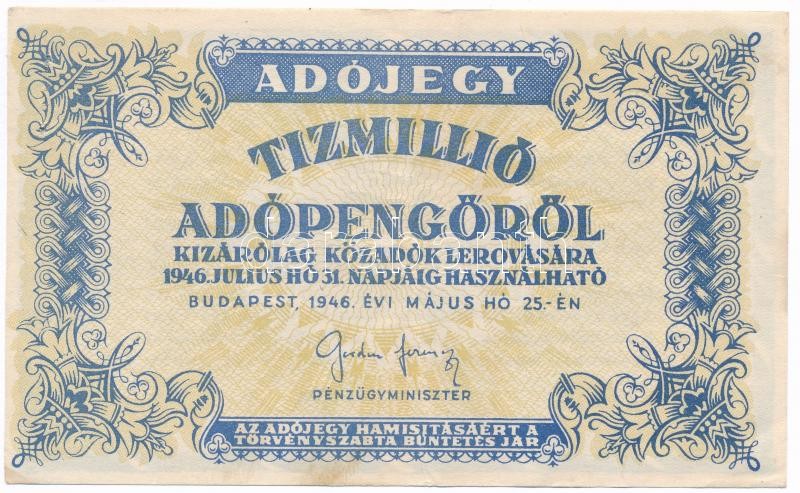 ADÓJEGY
TIZMILLIÓ
ADÓPENGŐRŐL
KIZÁRÓLAG KÖZADÓK LEROVÁSÁRA
1946. JULIUS HÓ 31. NAPJÁIG HASZNÁLHATÓ
BUDAPEST, 1946. ÉVI MÁJUS HÓ 25.-ÉN
Gordon Ferenc
PÉNZÜGYMINISZTER
AZ ADÓJEGY HAMISITÁSÁÉRT A
TÖRVÉNYSZABTA BÜNTETÉS JÁR